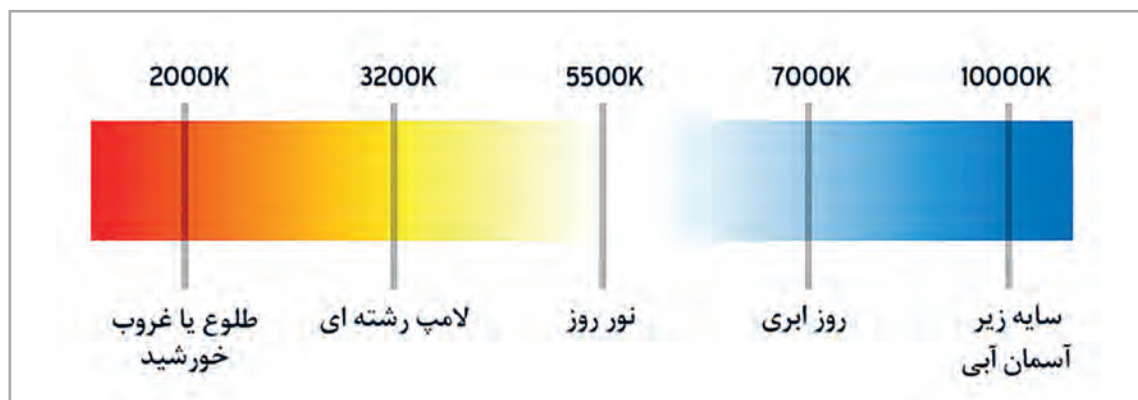 2000K 3200K 5500K 7000K 10000K
طلوع یا غروب
خورشید
لامپ رشته ای
نور روز
روز ابری
سایه زیر
آسمان آبی